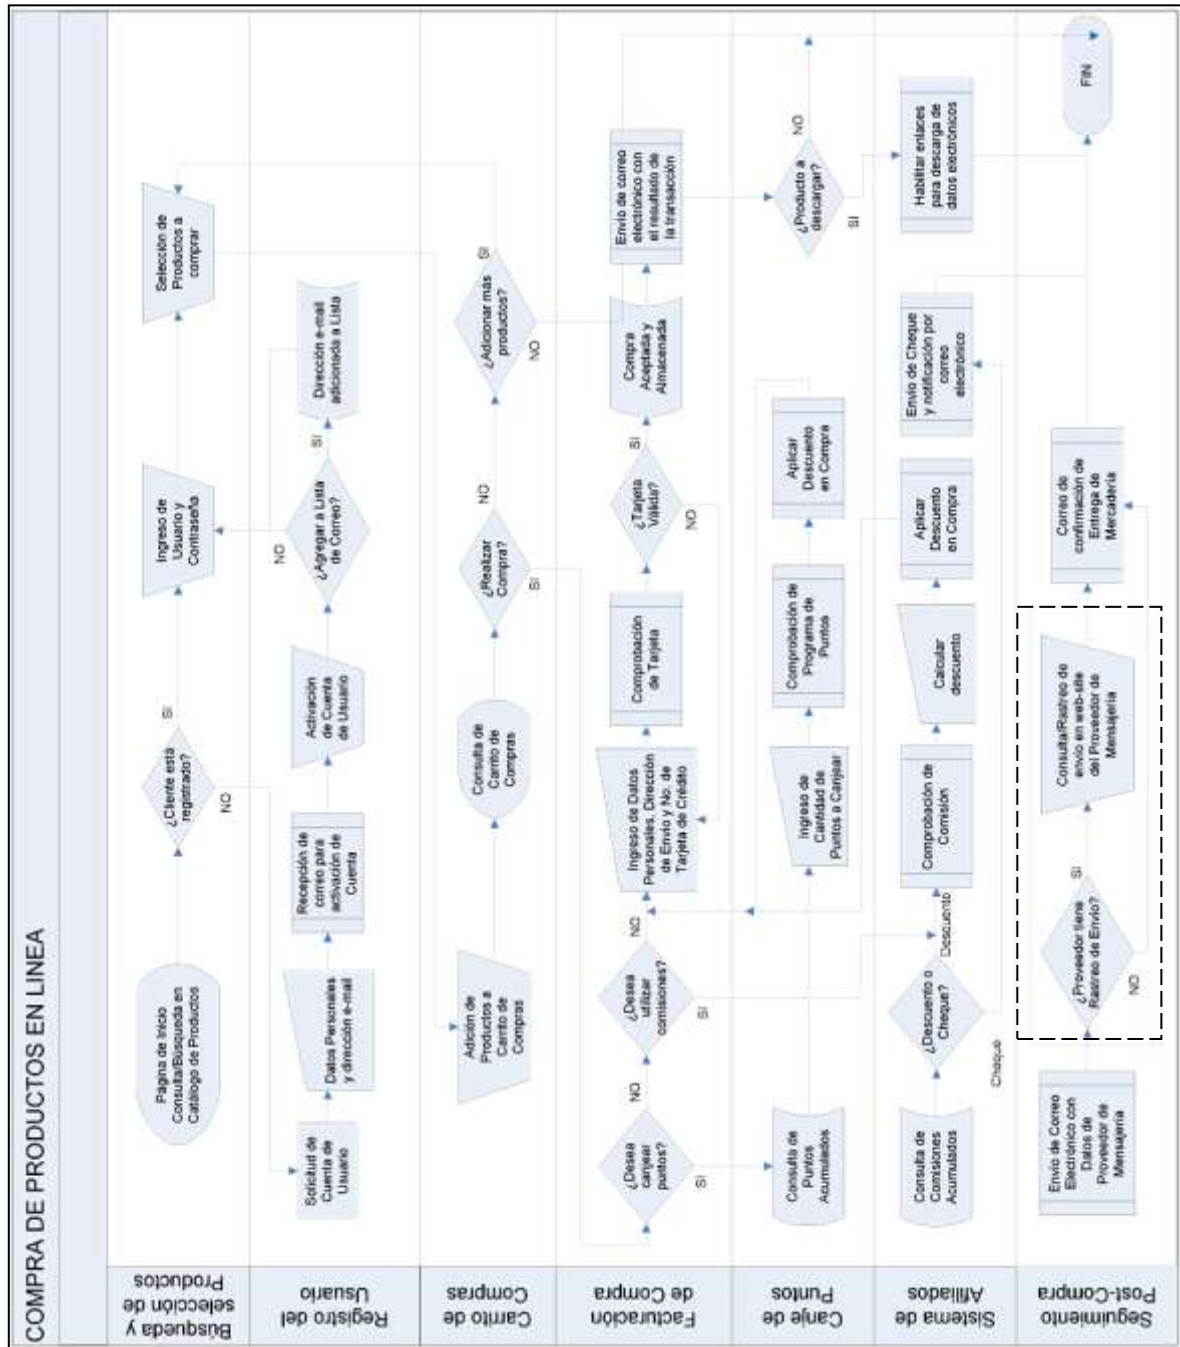 COMPRA DE PRODUCTOS EN LINEA
Búsqueda y
selección de
Productos
Página de Inicio
Consulta/Búsqueda en
Catálogo de Productos
¿Cliente está
registrado?
SI
NO
Ingreso de
Usuario y
Contraseña
Selección de
Productos a
comprar
Registro del
Usuario
Solicitud de
Cuenta de
Usuario
Datos Personales
y dirección e-mail
Recepción de
correo para
activación de
Cuenta
Activación
de Cuenta
de Usuario
¿Agregar a Lista
de Correo?
NO
SI
Dirección e-mail
adicionada a Lista
Carrito de
Compras
Adición de
Productos a
Carrito de
Compras
Consulta de
Carrito de
Compras
¿Realizar
Compra?
NO
SI
¿Adicionar más
productos?
SI
NO
Facturación
de Compra
¿Desea
canjear
puntos?
NO
SI
¿Desea
utilizar
comisiones?
NO
SI
Ingreso de Datos
Personales, Dirección
de Envío y No. de
Tarjeta de Crédito
Comprobación
de Tarjeta
¿Tarjeta
Válida?
SI
NO
Compra
Aceptada y
Almacenada
Envío de correo
electrónico con
el resultado de
la transacción
Canje de
Puntos
Consulta de
Puntos
Acumulados
Ingreso de
Cantidad de
Puntos a Canjear
Comprobación de
Programa de
Puntos
Aplicar
Descuento
en Compra
¿Producto a
descargar?
NO
SI
Sistema de
Afiliados
Consulta de
Comisiones
Acumulados
¿Descuento o
Cheque?
Descuento
Cheque
Comprobación de
Comisión
Calcular
descuento
Aplicar
Descuento
en Compra
Envío de Cheque
y notificación por
correo
electrónico
Habilitar enlaces
para descarga de
datos electrónicos
Seguimiento
Post-Compra
Envío de Correo
Electrónico con
Datos de
Proveedor de
Mensajería
¿Proveedor tiene
Rastreo de Envío?
SI
NO
Consulta/Rastreo de
envío en web-site
del Proveedor de
Mensajería
Correo de
confirmación de
Entrega de
Mercadería
FIN